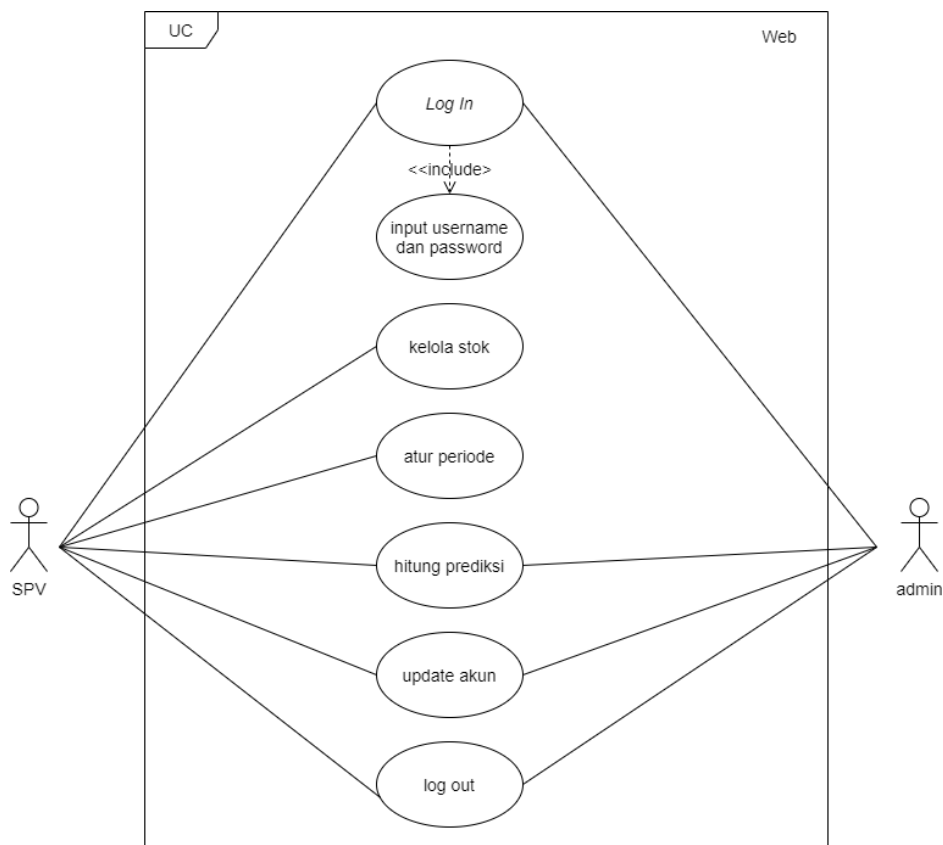 UC
Web
Log In
<<include>
input username
dan password
kelola stok
atur periode
hitung prediksi
SPV
admin
update akun
log out